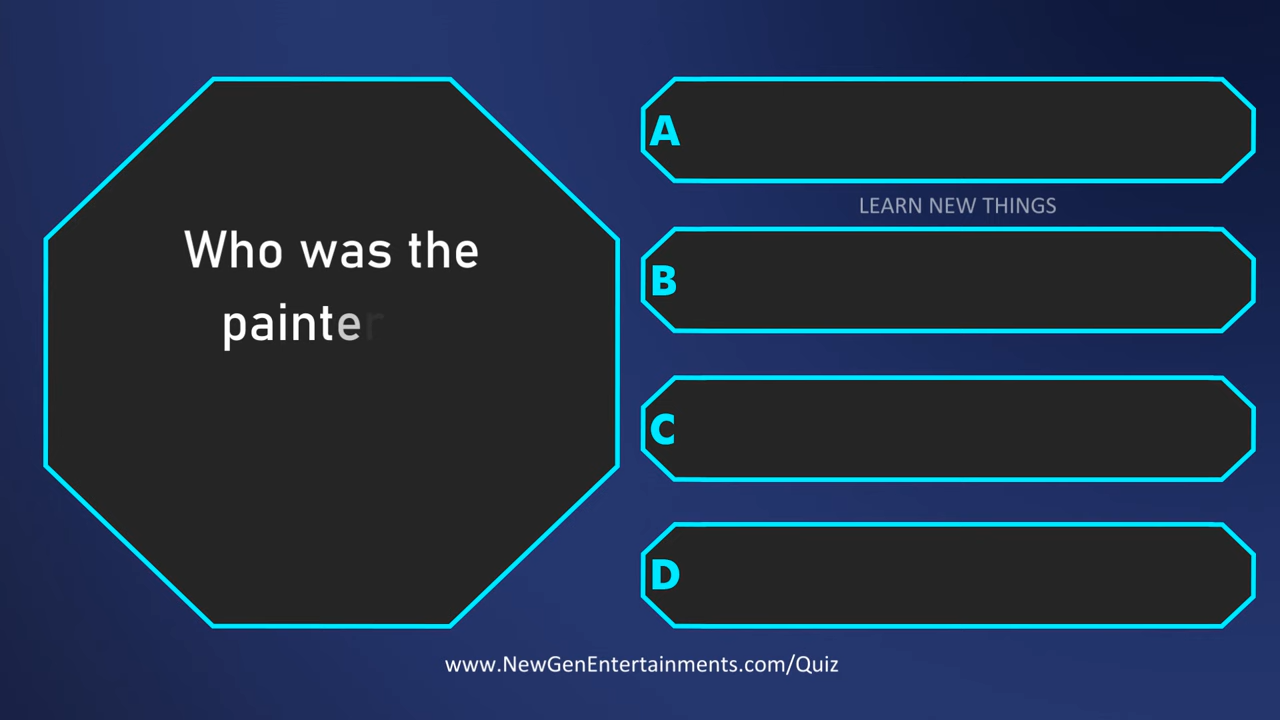 Who was the
painter
A
LEARN NEW THINGS
B
C
D
www.NewGenEntertainments.com/Quiz